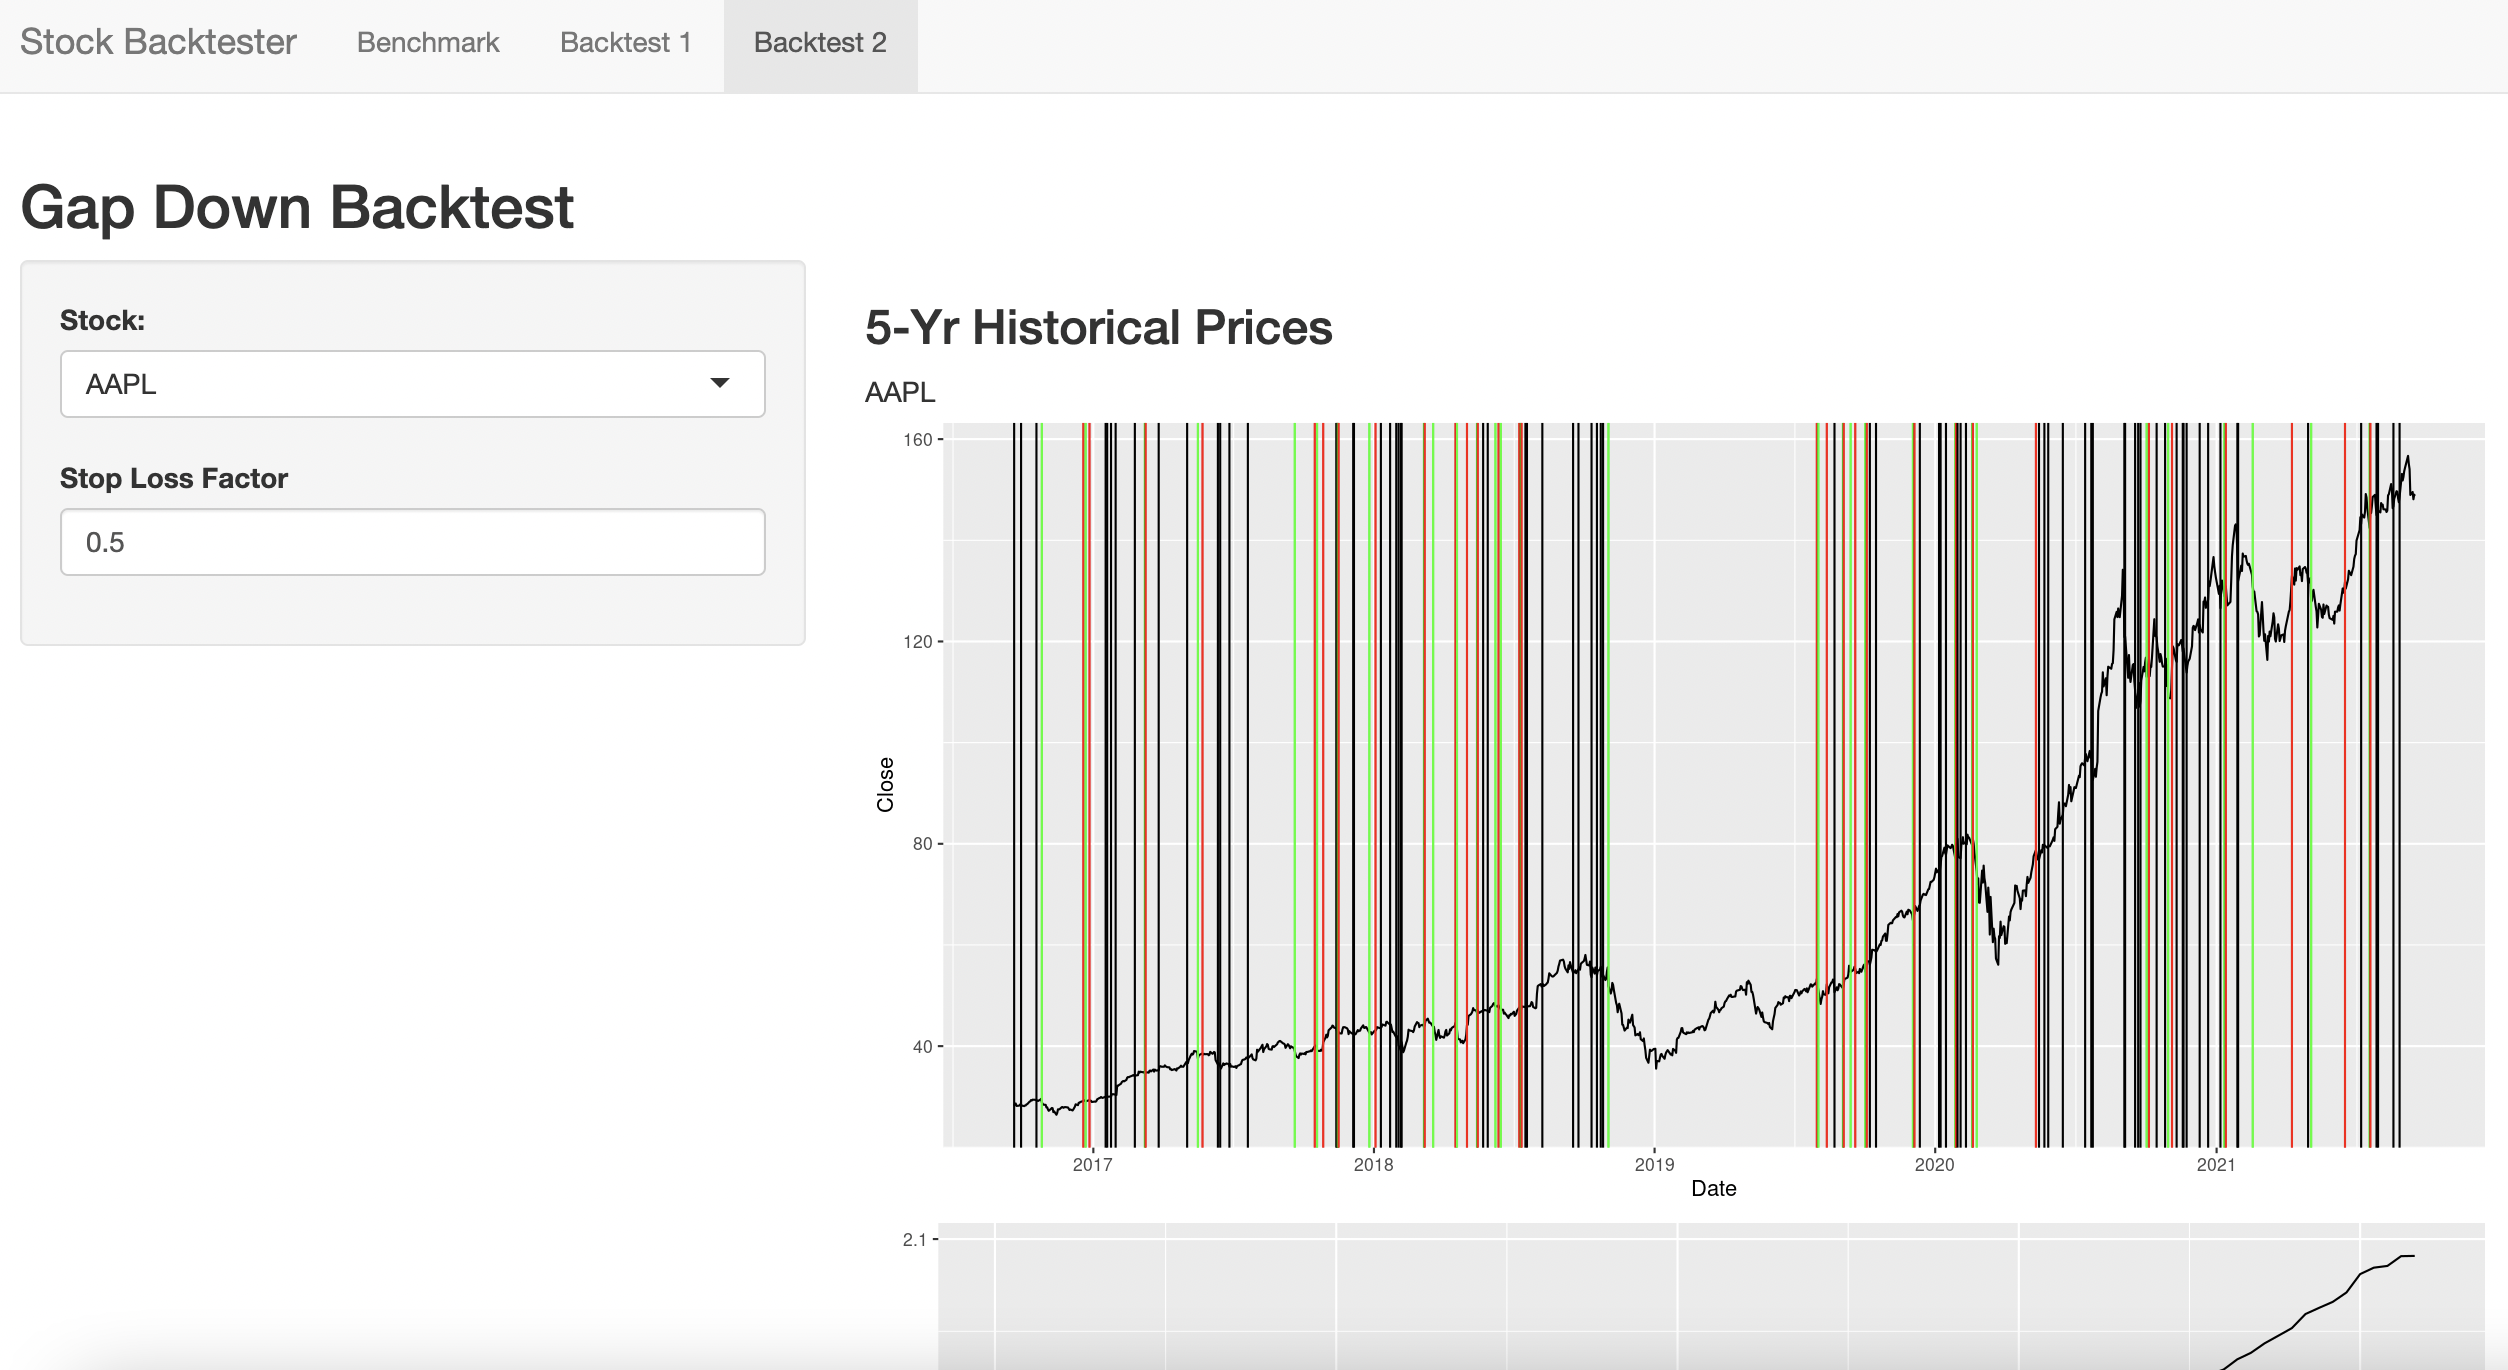 Stock Backtester Benchmark Backtest 1 Backtest 2
Gap Down Backtest
Stock:
AAPL
Stop Loss Factor
0.5
5-Yr Historical Prices
AAPL
160
120
80
40
Close
2017 2018 2019 2020 2021
Date
2.1